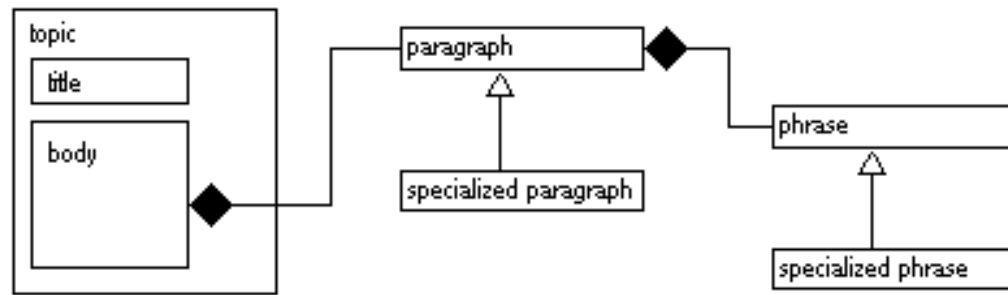 topic
title
body
paragraph
specialized paragraph
phrase
specialized phrase